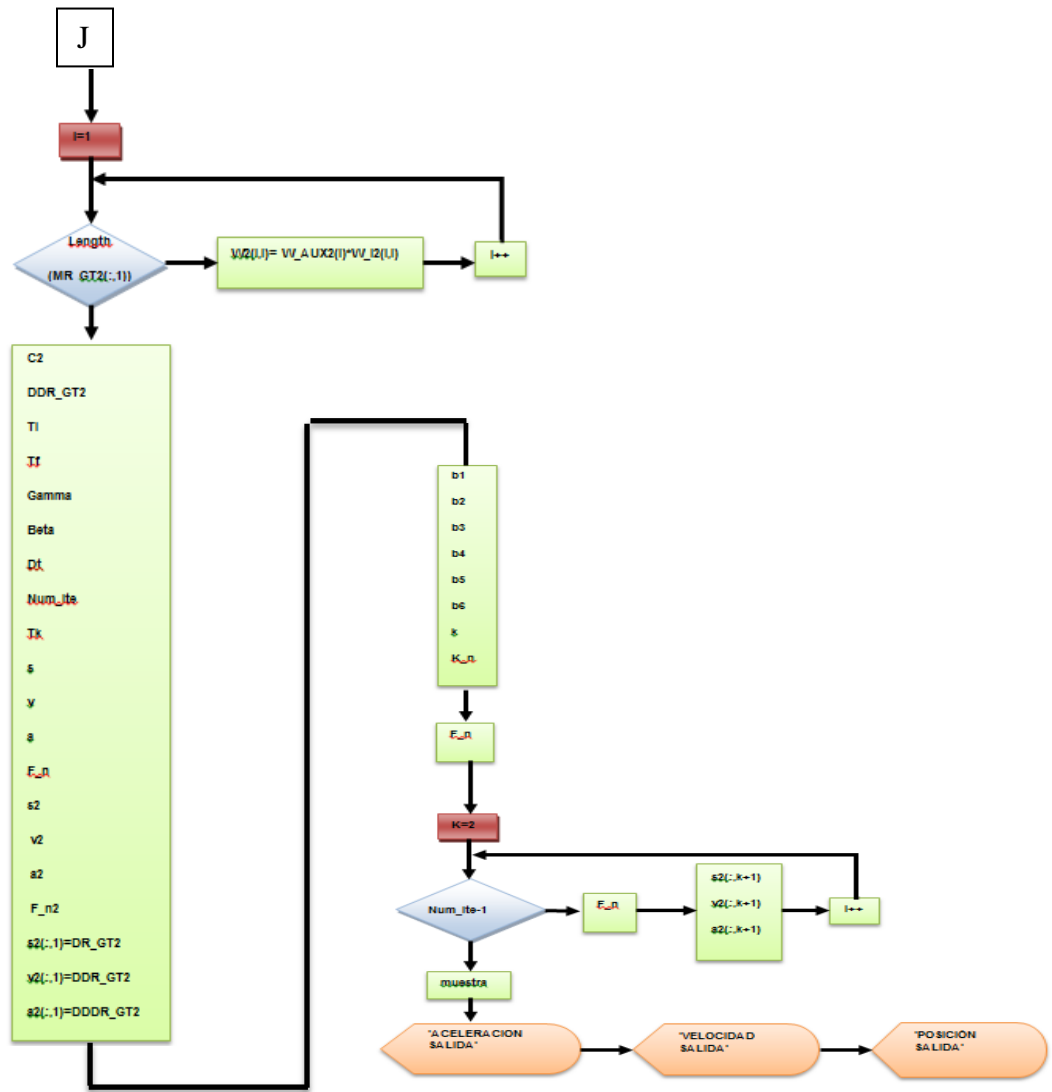 J
I=1
Length
(MR_GT2(:,1))
W2(I,I)= W_AUX2(I)*W_I2(I,I)
I++
C2
DDR_GT2
TI
Tf
Gamma
Beta
Dt
Num_Ite
Tk
s
v
a
F_n
s2
v2
a2
F_n2
s2(:,1)=DR_GT2
v2(:,1)=DDR_GT2
a2(:,1)=DDDR_GT2
b1
b2
b3
b4
b5
b6
K_n
F_n
K=2
Num_Ite-1
F_n
s2(:,k+1)
v2(:,k+1)
a2(:,k+1)
I++
muestra
"ACELERACION
SALIDA"
"VELOCIDAD
SALIDA"
"POSICIÓN
SALIDA"